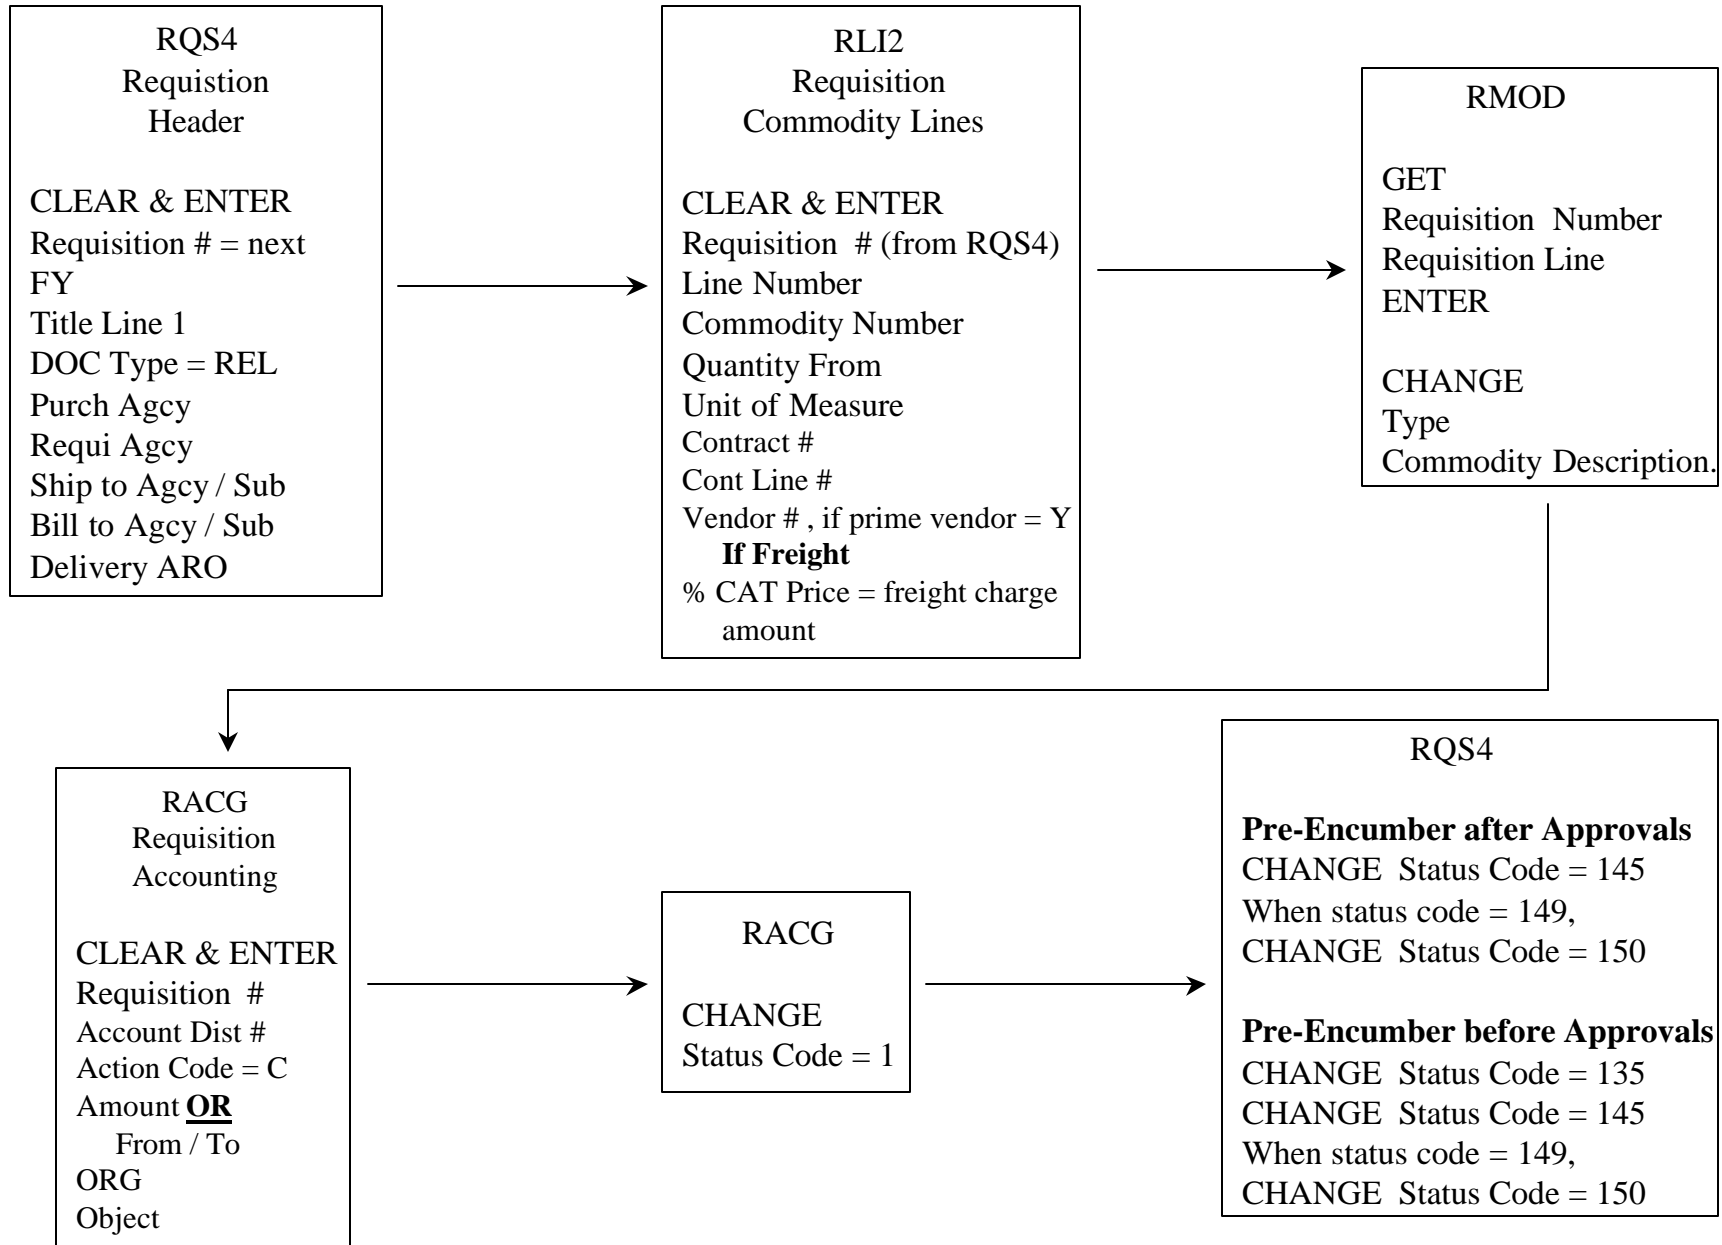 RQS4
Requistion
Header
CLEAR & ENTER
Requisition # = next
FY
Title Line 1
DOC Type = REL
Purch Agcy
Requi Agcy
Ship to Agcy / Sub
Bill to Agcy / Sub
Delivery ARO
RLI2
Requisition
Commodity Lines
CLEAR & ENTER
Requisition # (from RQS4)
Line Number
Commodity Number
Quantity From
Unit of Measure
Contract #
Cont Line #
Vendor # , if prime vendor = Y
If Freight
% CAT Price = freight charge
amount
RMOD
GET
Requisition Number
Requisition Line
ENTER
CHANGE
Type
Commodity Description.
RACG
Requisition
Accounting
CLEAR & ENTER
Requisition #
Account Dist #
Action Code = C
Amount OR
From / To
ORG
Object
RACG
CHANGE
Status Code = 1
RQS4
Pre-Encumber after Approvals
CHANGE Status Code = 145
When status code = 149,
CHANGE Status Code = 150
Pre-Encumber before Approvals
CHANGE Status Code = 135
CHANGE Status Code = 145
When status code = 149,
CHANGE Status Code = 150